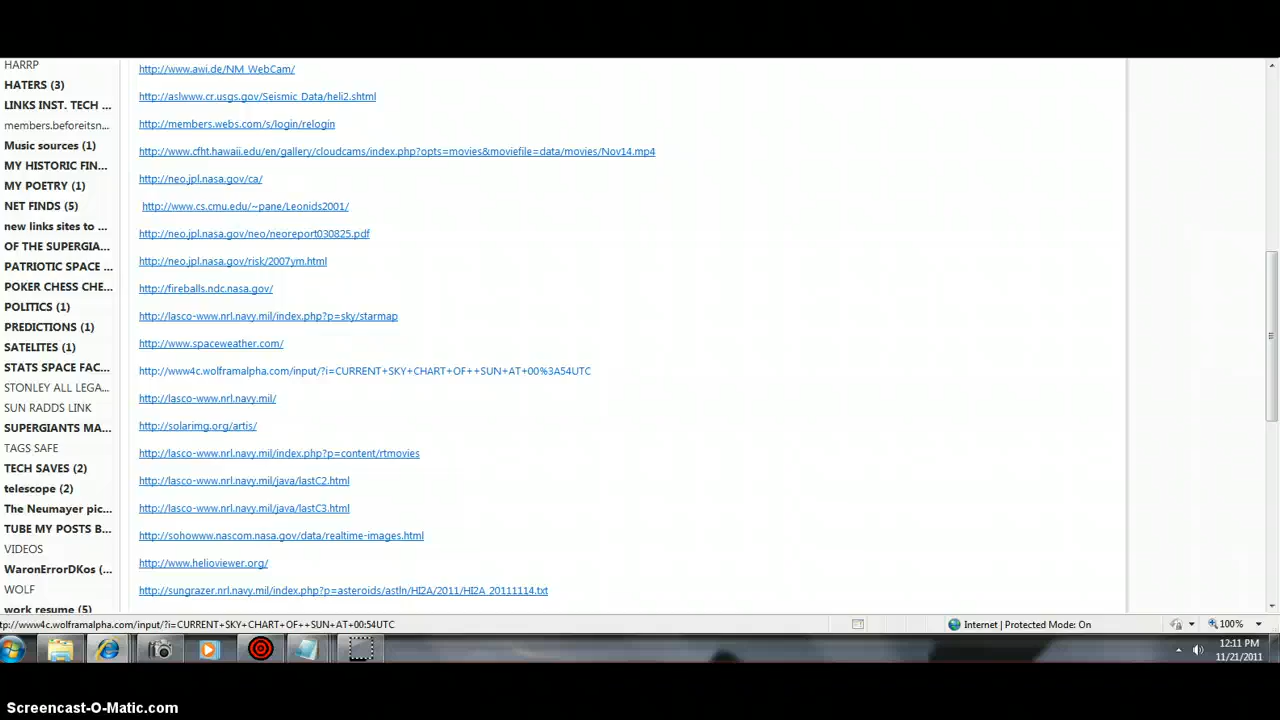 HARRP
HATERS (3)
LINKS INST. TECH ...
members.beforeitsn...
Music sources (1)
MY HISTORIC FIN...
MY POETRY (1)
NET FINDS (5)
new links sites to ...
OF THE SUPERGIA...
PATRIOTIC SPACE ...
POKER CHESS CHE...
POLITICS (1)
PREDICTIONS (1)
SATELITES (1)
STATS SPACE FAC...
STONLEY ALL LEGA...
SUN RADDS LINK
SUPERGIANTS MA...
TAGS SAFE
TECH SAVES (2)
telescope (2)
The Neumayer pic...
TUBE MY POSTS B...
VIDEOS
WaronErrorDKos (...
WOLF
work resume (5)
http://www.awi.de/NM_WebCam/
http://aslwww.cr.usgs.gov/Seismic_Data/heli2.shtml
http://members.webs.com/s/login/relogin
http://www.cfht.hawaii.edu/en/gallery/cloudcams/index.php?opts=movies&moviefile=data/movies/Nov14.mp4
http://neo.jpl.nasa.gov/ca/
http://www.cs.cmu.edu/~pane/Leonids2001/
http://neo.jpl.nasa.gov/neo/neoreport030825.pdf
http://neo.jpl.nasa.gov/risk/2007ym.html
http://fireballs.ndc.nasa.gov/
http://lasco-www.nrl.navy.mil/index.php?p=sky/starmap
http://www.spaceweather.com/
http://www4c.wolframalpha.com/input/?i=CURRENT+SKY+CHART+OF++SUN+AT+00%3A54UTC
http://lasco-www.nrl.navy.mil/
http://solarimg.org/artis/
http://lasco-www.nrl.navy.mil/index.php?p=content/rtmovies
http://lasco-www.nrl.navy.mil/java/lastC2.html
http://lasco-www.nrl.navy.mil/java/lastC3.html
http://sohowww.nascom.nasa.gov/data/realtime-images.html
http://www.helioviewer.org/
http://sungrazer.nrl.navy.mil/index.php?p=asteroids/astln/HI2A/2011/HI2A_20111114.txt
tp://www4c.wolframalpha.com/input/?i=CURRENT+SKY+CHART+OF++SUN+AT+00:54UTC
Internet | Protected Mode: On
100%
12:11 PM
11/21/2011
Screencast-O-Matic.com